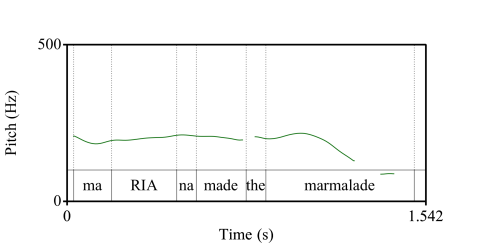 500
Pitch (Hz)
ma RIA na made the marmalade
0
0 1.542
Time (s)